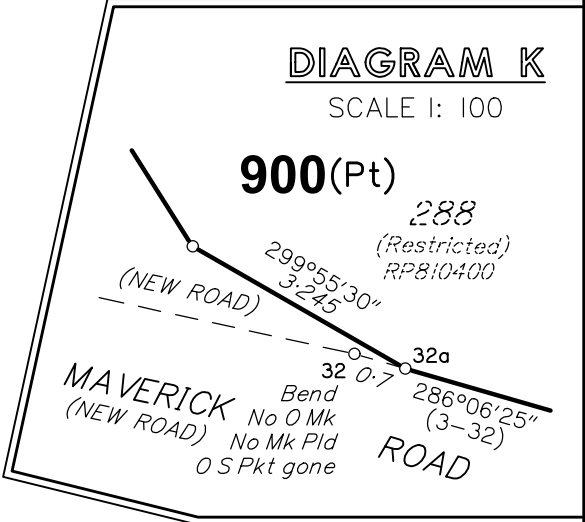 DIAGRAM K
SCALE 1: 100
900(Pt)
288
(Restricted)
RP810400
299°55'30"
3·245
(NEW ROAD)
32a
32
0·7
286°06'25"
(3-32)
MAVERICK
(NEW ROAD)
ROAD
Bend
No O Mk
No Mk Pld
O S Pkt gone